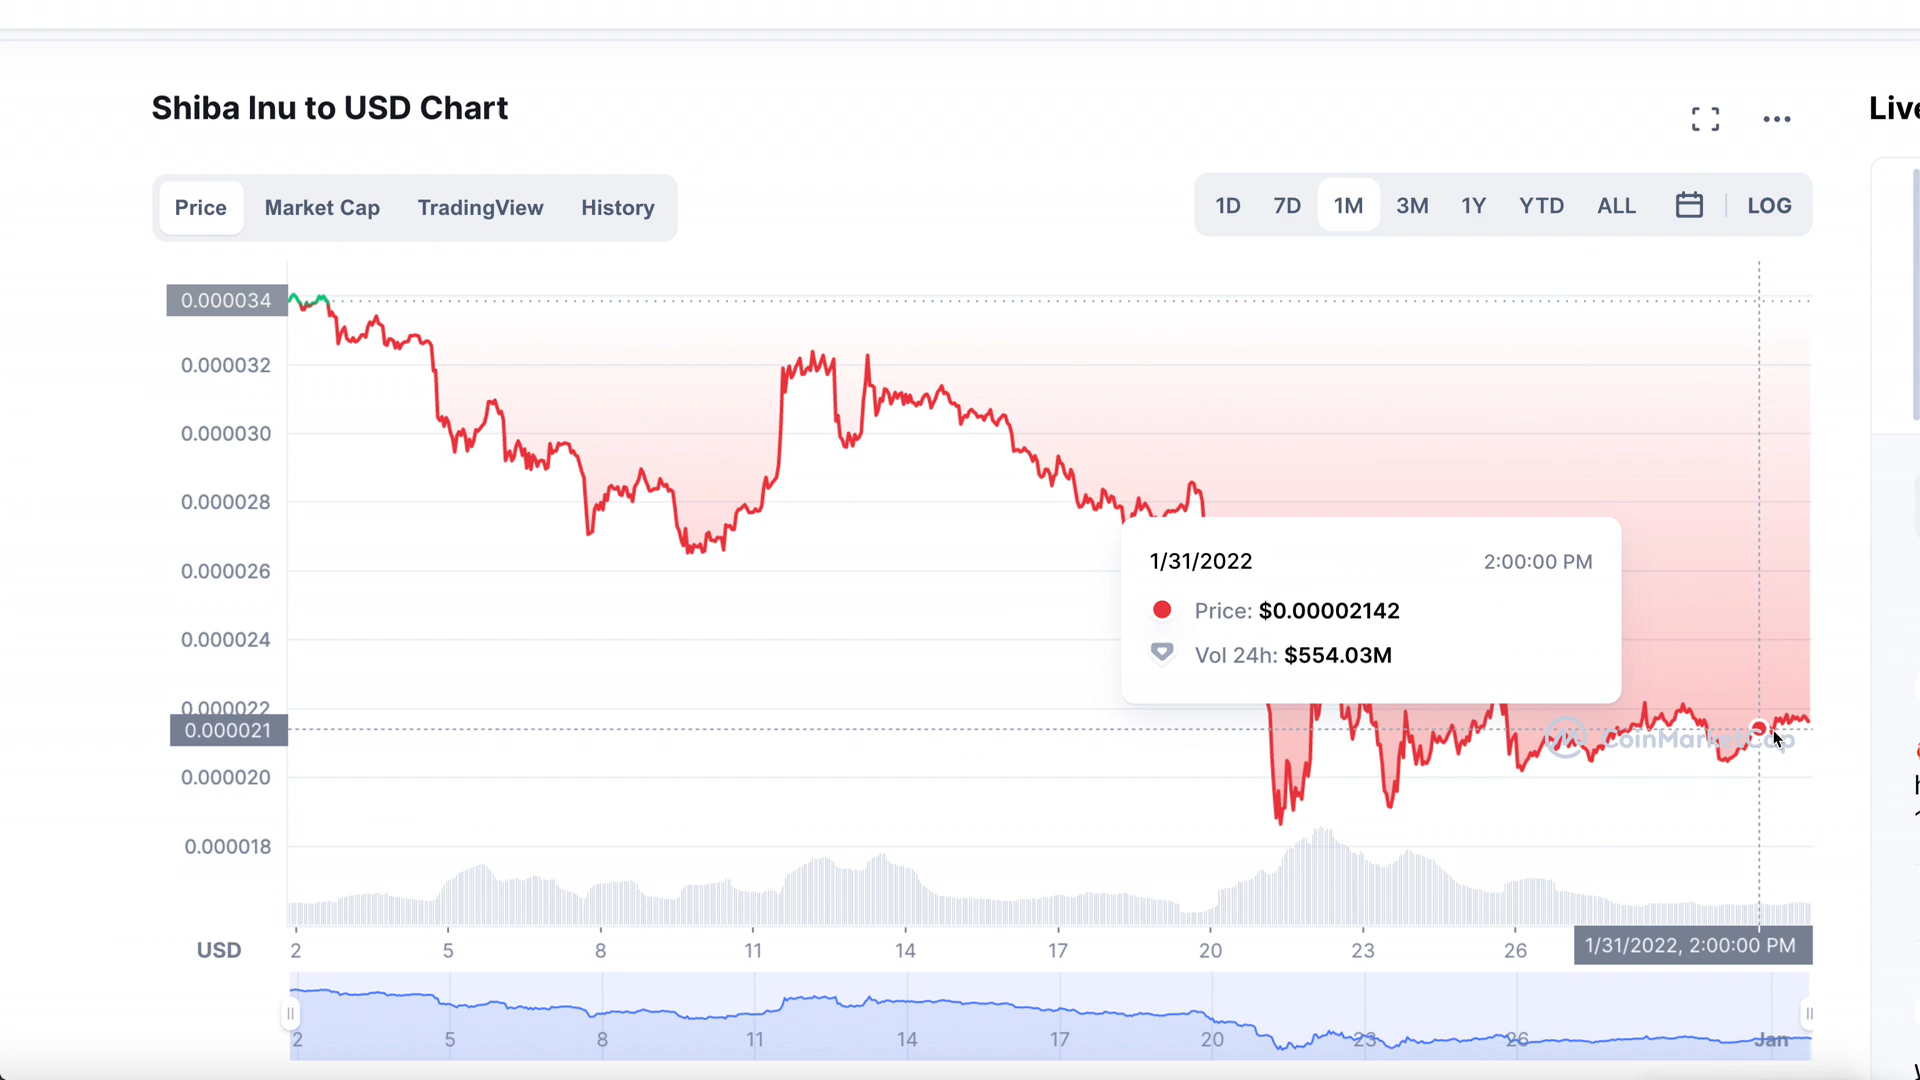 Shiba Inu to USD Chart
Live
Price Market Cap TradingView History
1D 7D 1M 3M 1Y YTD ALL LOG
0.000034
0.000032
0.000030
0.000028
0.000026
0.000024
0.000022
0.000021
0.000020
0.000018
1/31/2022 2:00:00 PM
Price: $0.00002142
Vol 24h: $554.03M
CoinMarketCap
USD 2 5 8 11 14 17 20 23 26 1/31/2022, 2:00:00 PM
2 5 8 11 14 17 20 23 26 Jan